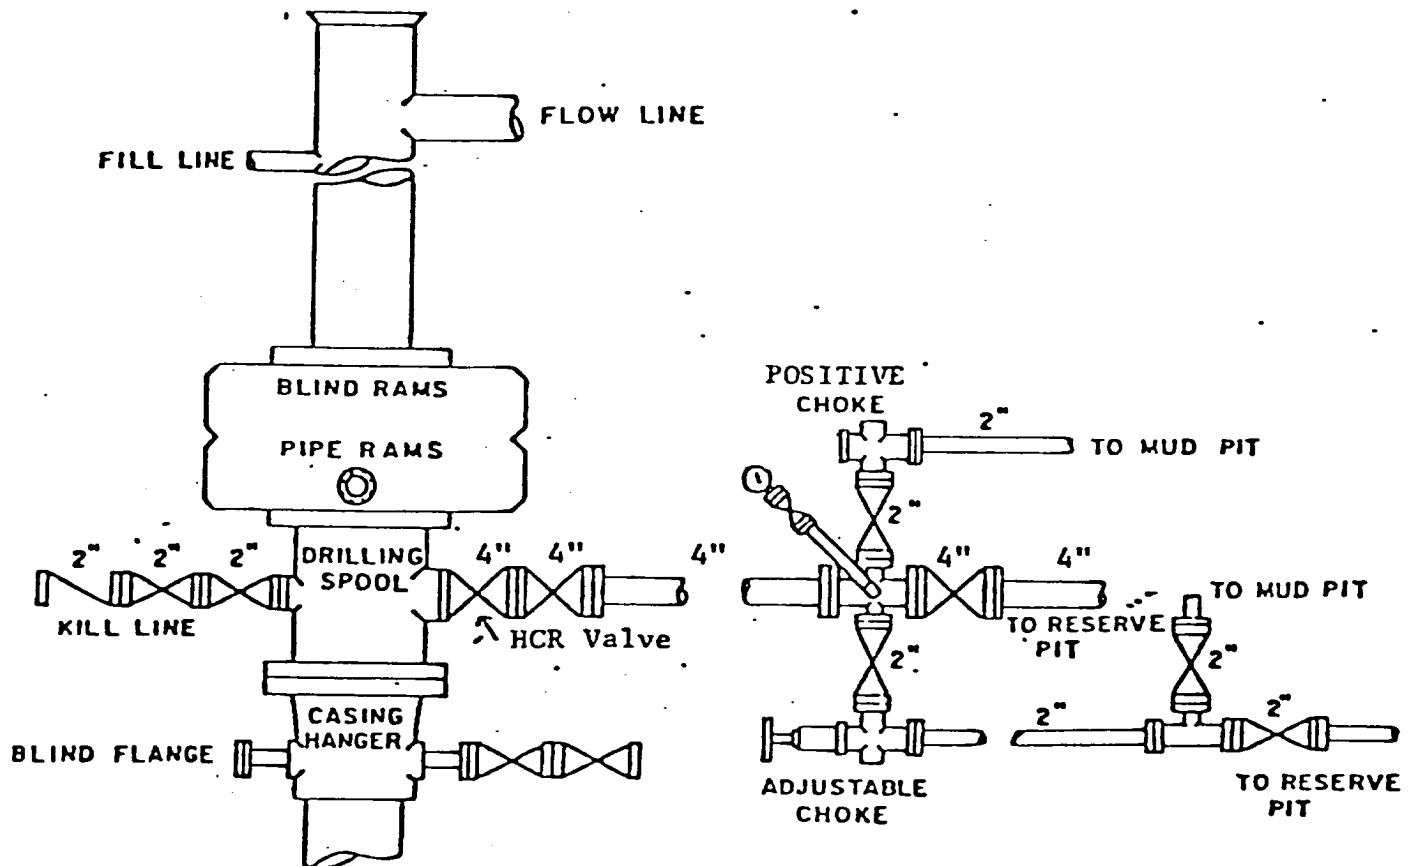 FLOW LINE
FILL LINE
BLIND RAMS
PIPE RAMS
POSITIVE
CHOKE
2"
TO MUD PIT
2"
2" 2" 2"
DRILLING
SPOOL
4" 4" 4"
4" 4"
KILL LINE
HCR Valve
TO RESERVE
PIT
TO MUD PIT
2"
2"
CASING
HANGER
BLIND FLANGE
2"
2"
ADJUSTABLE
CHOKE
TO RESERVE
PIT